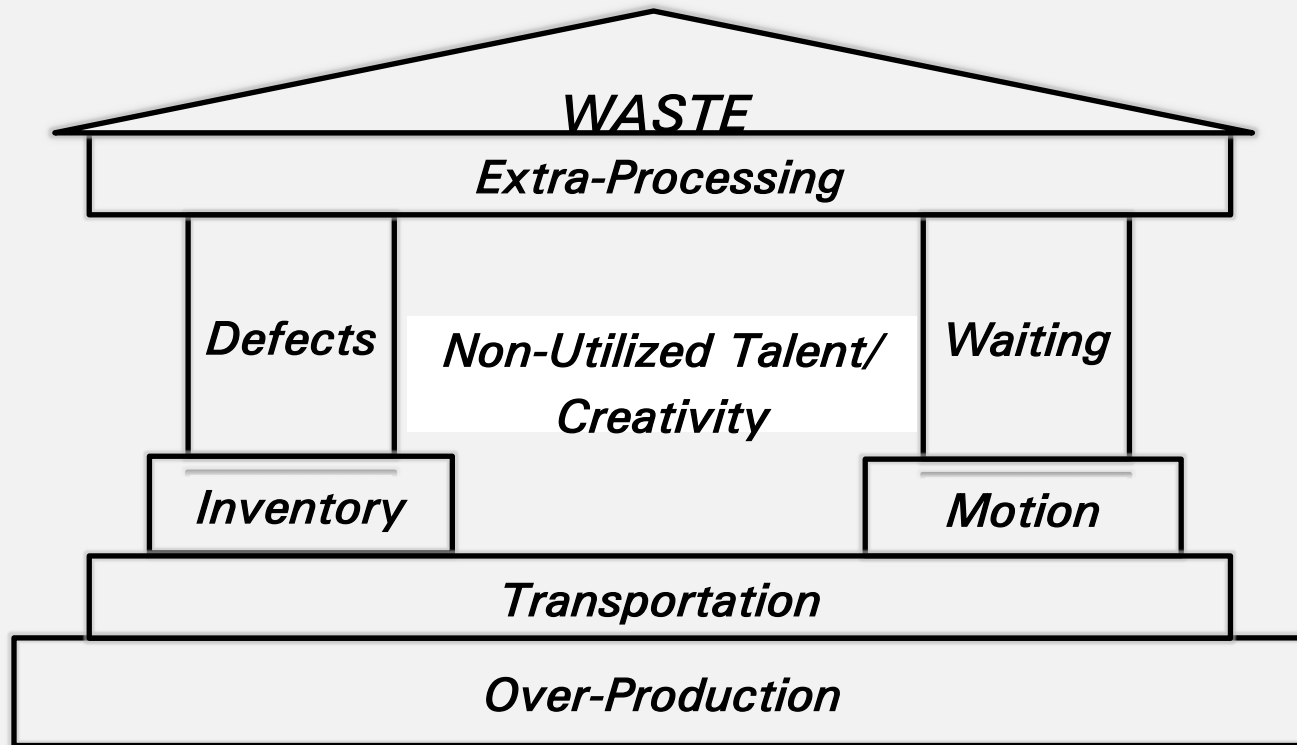 WASTE
Extra-Processing
Defects
Non-Utilized Talent/
Creativity
Waiting
Inventory
Motion
Transportation
Over-Production